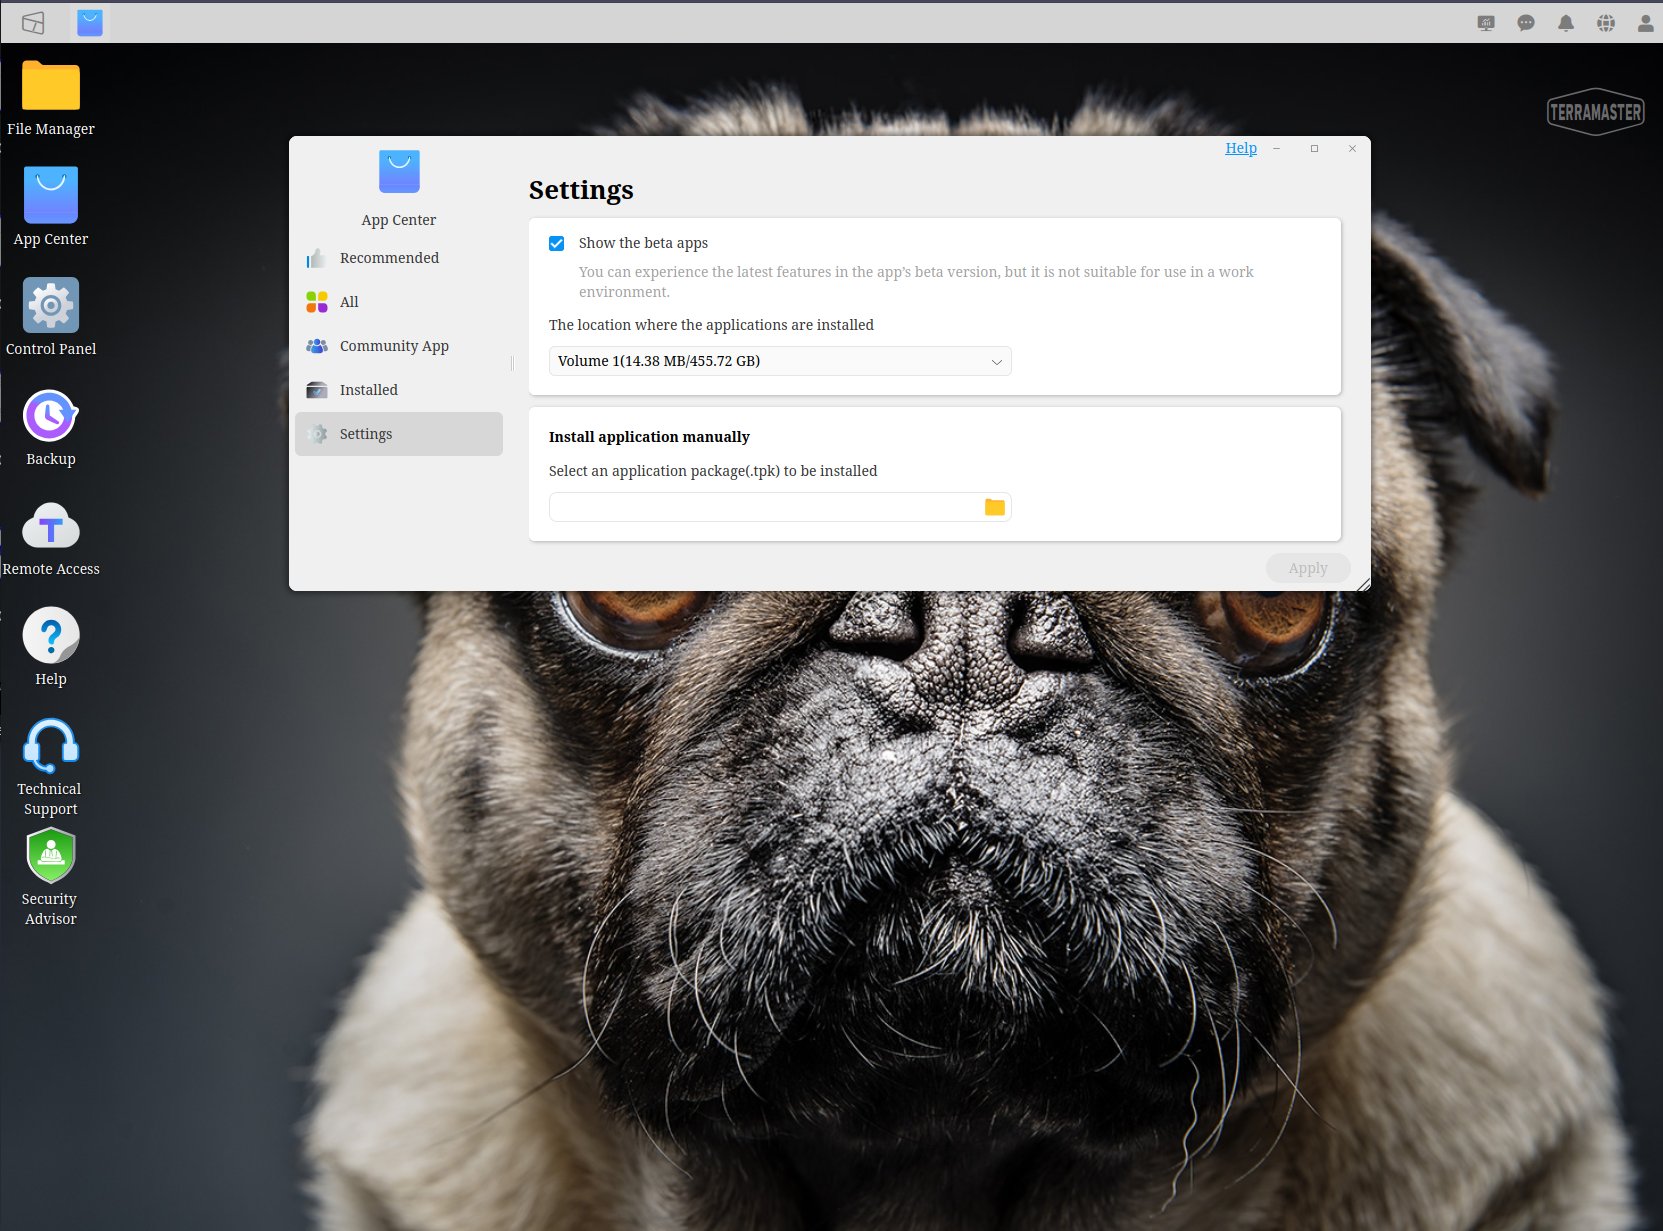 TERRAMASTER
File Manager
App Center
Control Panel
Backup
Remote Access
Help
Technical
Support
Security
Advisor
Help
App Center
Recommended
All
Community App
Installed
Settings
Settings
Show the beta apps
You can experience the latest features in the app's beta version, but it is not suitable for use in a work
environment.
The location where the applications are installed
Volume 1(14.38 MB/455.72 GB)
Install application manually
Select an application package(.tpk) to be installed
Apply